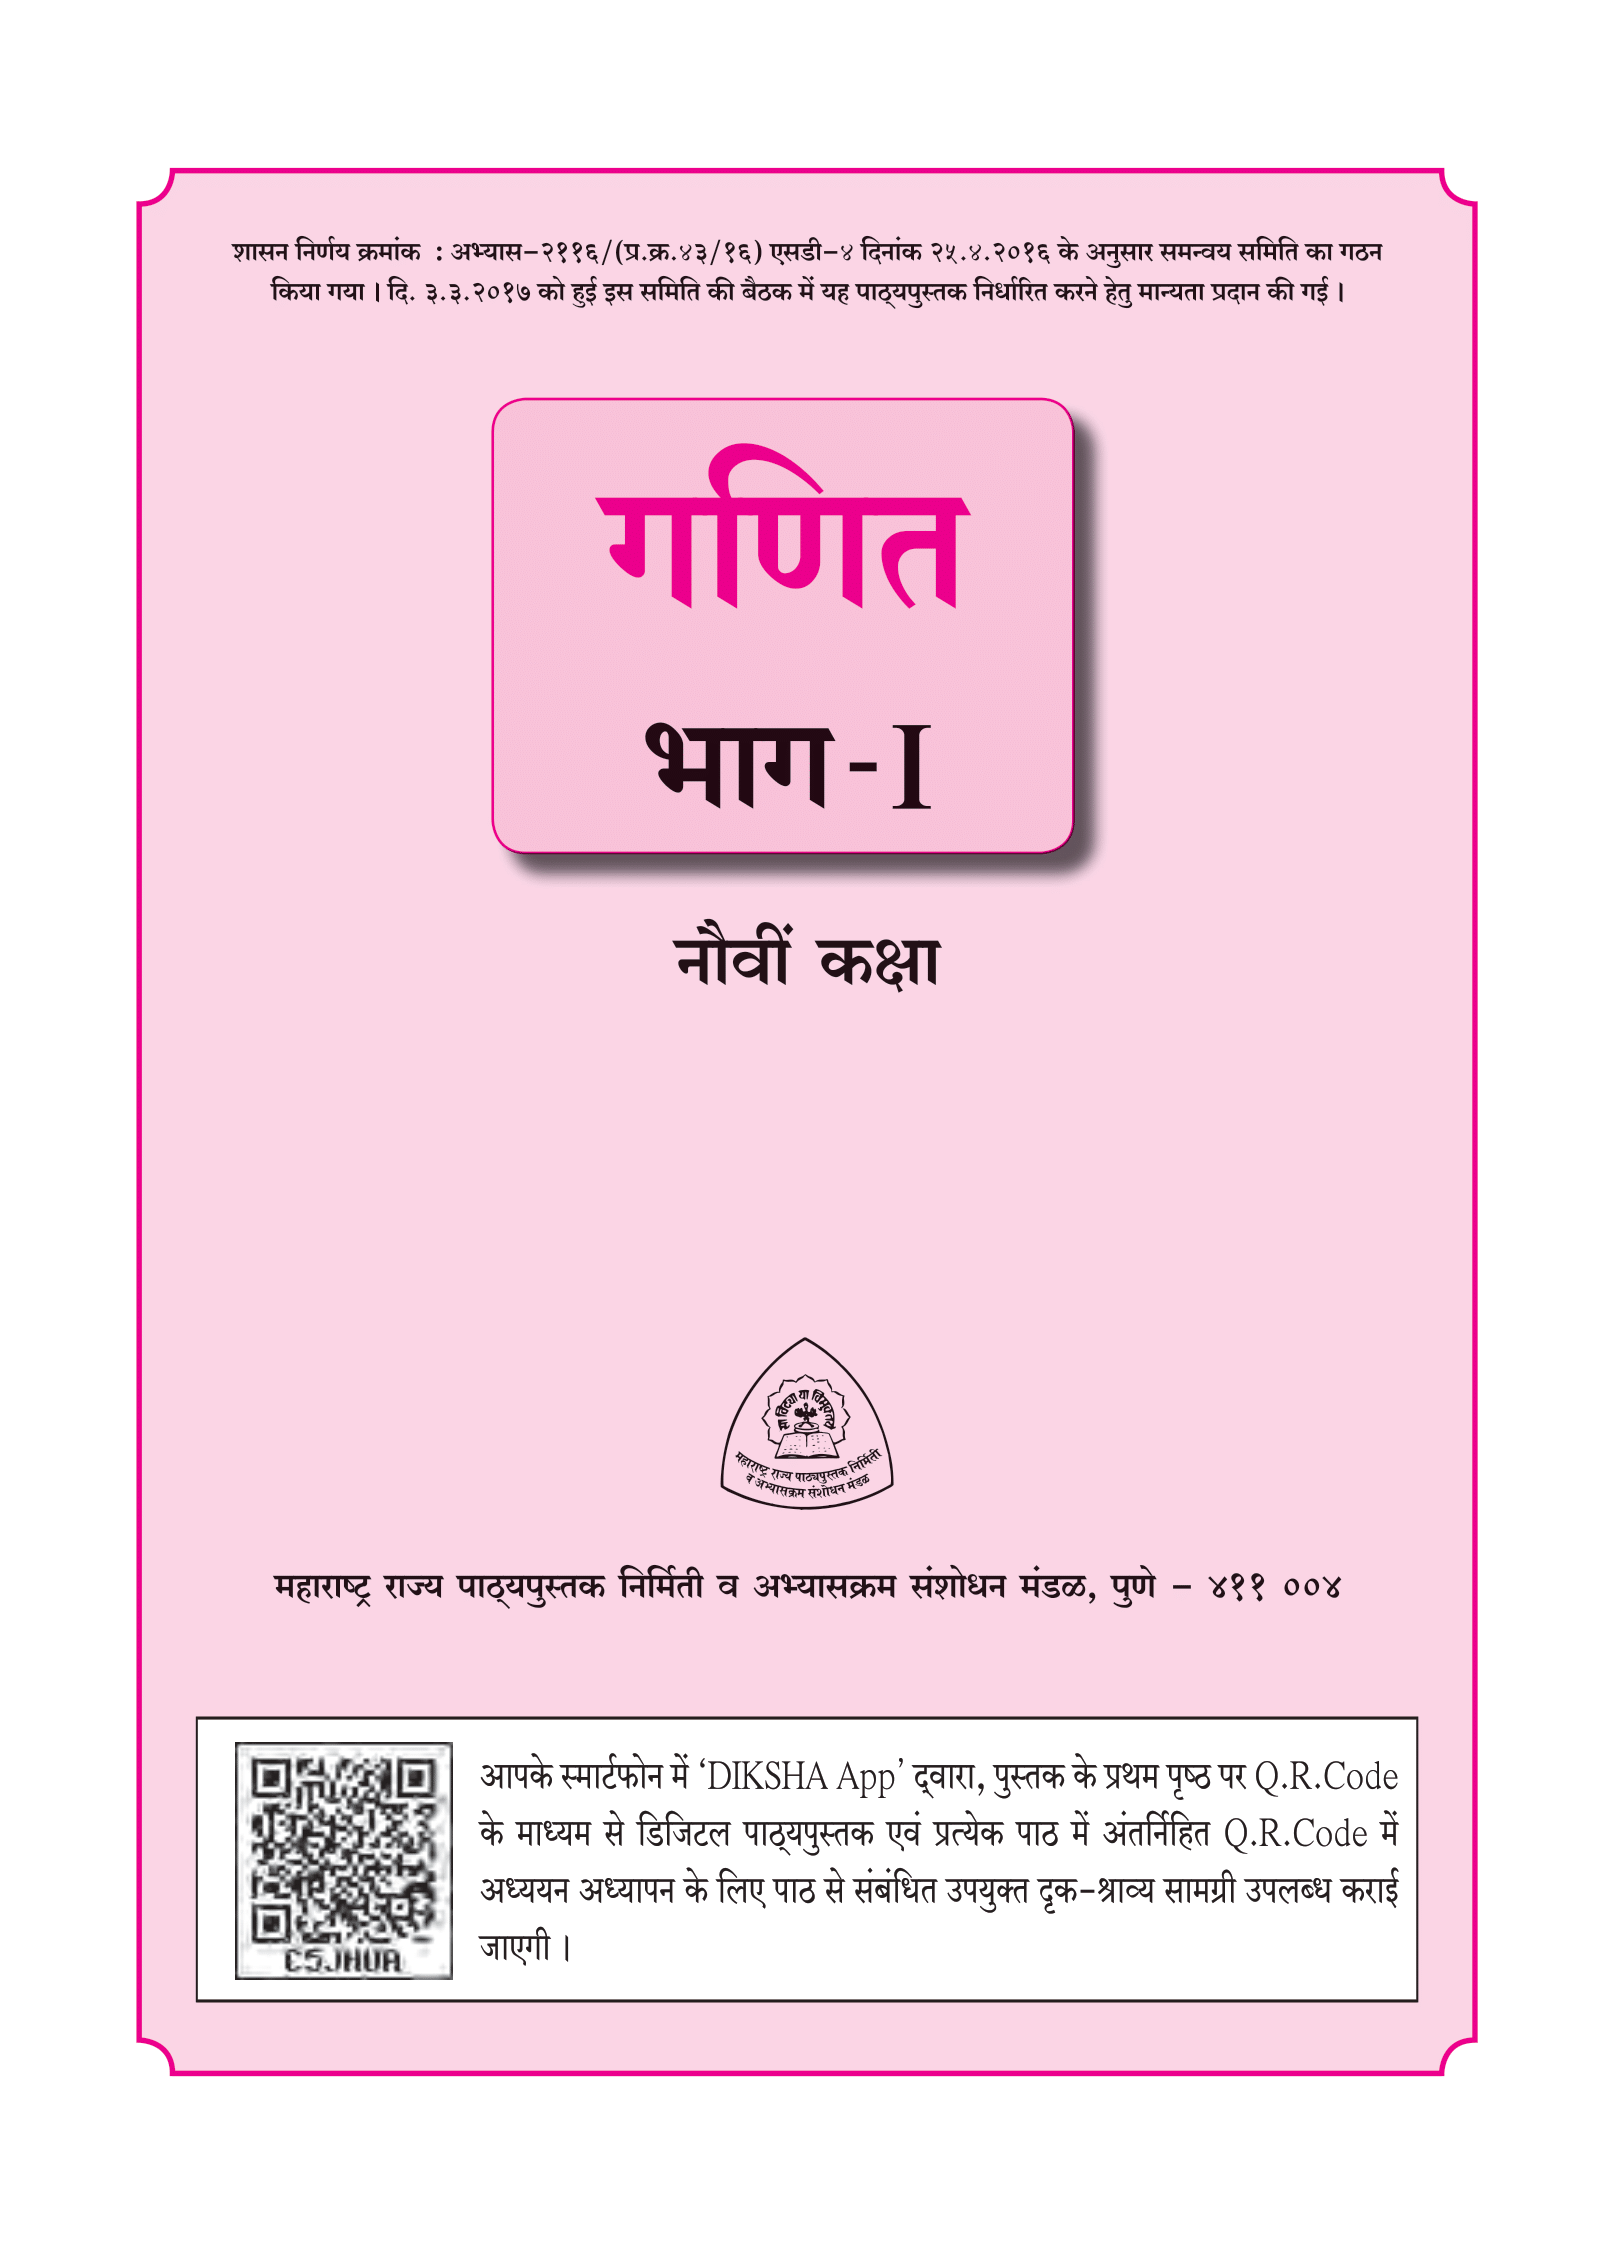 शासन निर्णय क्रमांक : अभ्यास-२११६/(प्र.क्र.४३/१६) एसडी-४ दिनांक २५.४.२०१६ के अनुसार समन्वय समिति का गठन
किया गया । दि. ३.३.२०१७ को हुई इस समिति की बैठक में यह पाठ्यपुस्तक निर्धारित करने हेतु मान्यता प्रदान की गई ।
गणित
भाग -I
नौवीं कक्षा
सा विद्या या विमुक्तये
महाराष्ट्र राज्य पाठ्यपुस्तक निर्मिती
व अभ्यासक्रम संशोधन मंडळ
महाराष्ट्र राज्य पाठ्यपुस्तक निर्मिती व अभ्यासक्रम संशोधन मंडळ, पुणे – ४११ ००४
आपके स्मार्टफोन में ‘DIKSHA App’ द्वारा, पुस्तक के प्रथम पृष्ठ पर Q.R.Code
के माध्यम से डिजिटल पाठ्यपुस्तक एवं प्रत्येक पाठ में अंतर्निहित Q.R.Code में
अध्ययन अध्यापन के लिए पाठ से संबंधित उपयुक्त दृक-श्राव्य सामग्री उपलब्ध कराई
जाएगी ।
C5JHUA